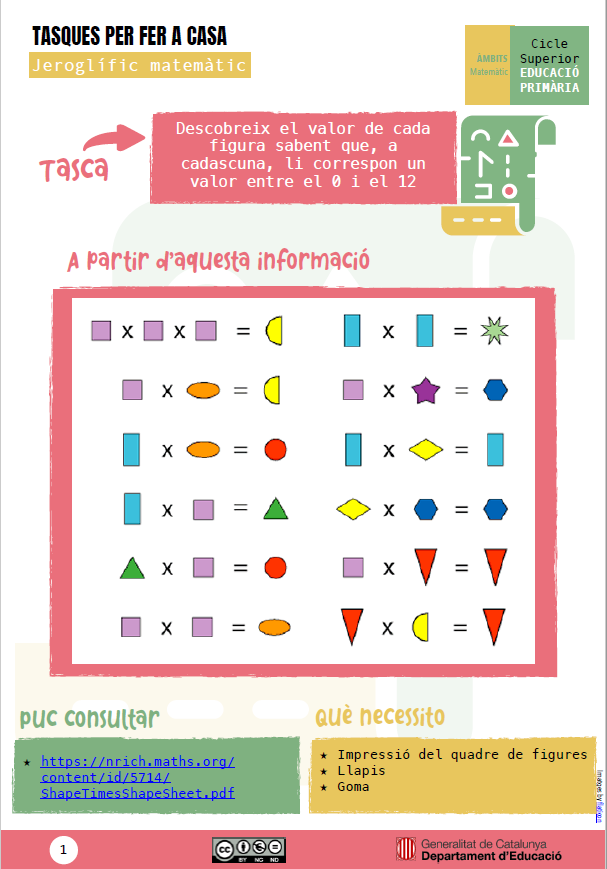 TASQUES PER FER A CASA
Jeroglífic matemàtic
ÀMBITS
Matemàtic
Cicle
Superior
EDUCACIÓ
PRIMÀRIA
Tasca
Descobreix el valor de cada
figura sabent que, a
cadascuna, li correspon un
valor entre el 0 i el 12
A partir d'aquesta informació
x x =
x =
x =
x =
x =
x =
x =
x =
x =
x =
x =
x =
puc consultar
★ https://nrich.maths.org/
content/id/5714/
ShapeTimesShapeSheet.pdf
Què necessito
★ Impressió del quadre de figures
★ Llapis
★ Goma
1
cc
BY NC ND
Generalitat de Catalunya
Departament d'Educació